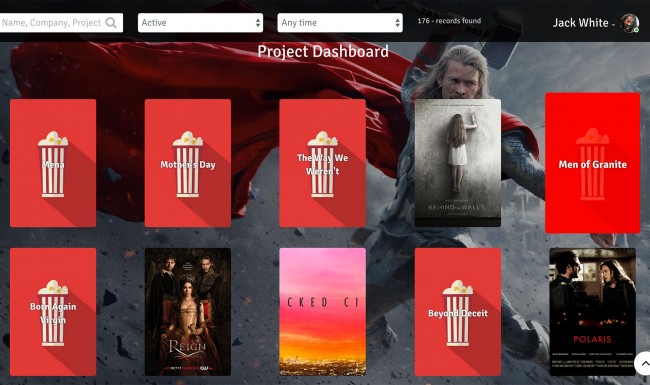 Name, Company, Project
Active
Any time
176 - records found
Jack White -
Project Dashboard
Mena
Mother's Day
The Way We
Weren't
BEHIND the WALLS
Men of Granite
Born Again
Virgin
REIGN
CW
CKED CI
Beyond Deceit
POLARIS